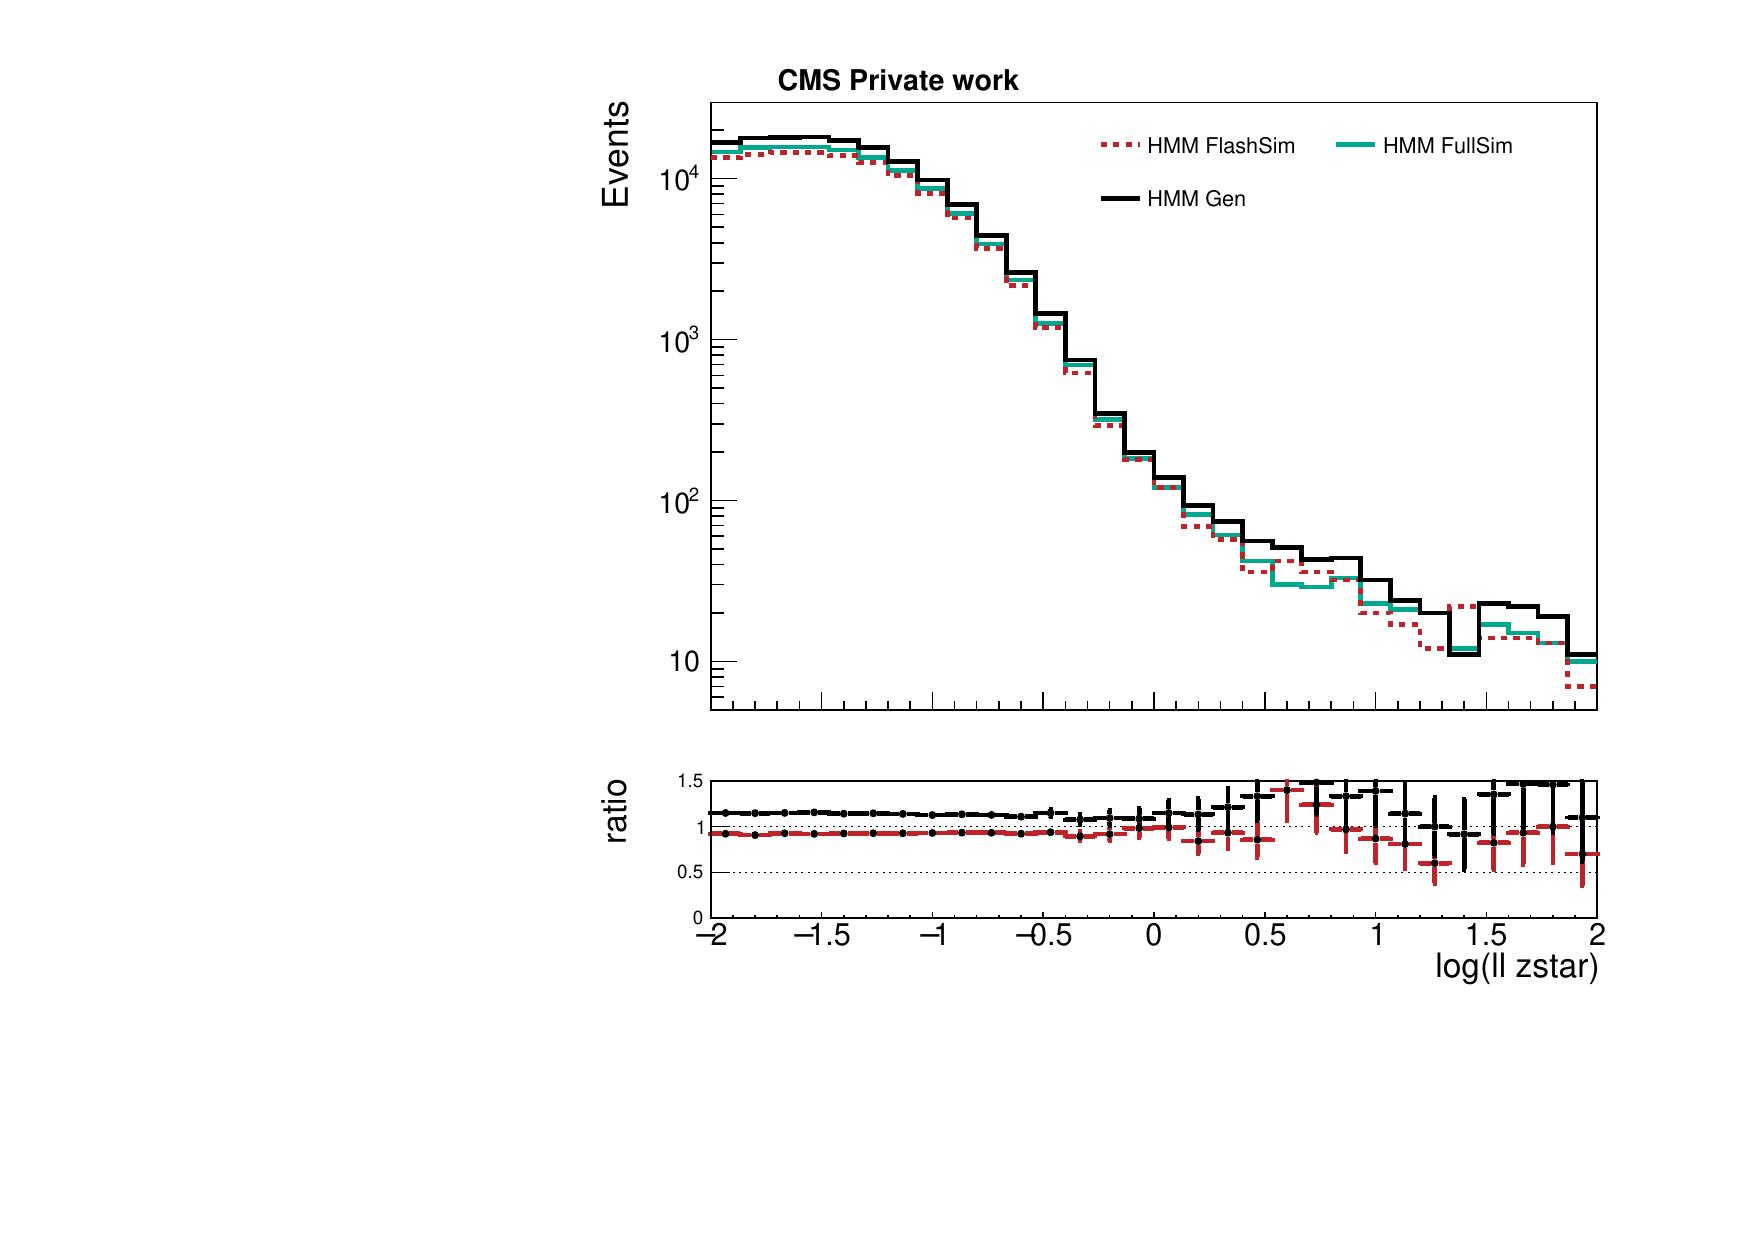 CMS Private work
Events
HMM FlashSim
HMM FullSim
HMM Gen
10^4
10^3
10^2
10
ratio
1.5
1
0.5
0
−2 −1.5 −1 −0.5 0 0.5 1 1.5 2
log(ll zstar)